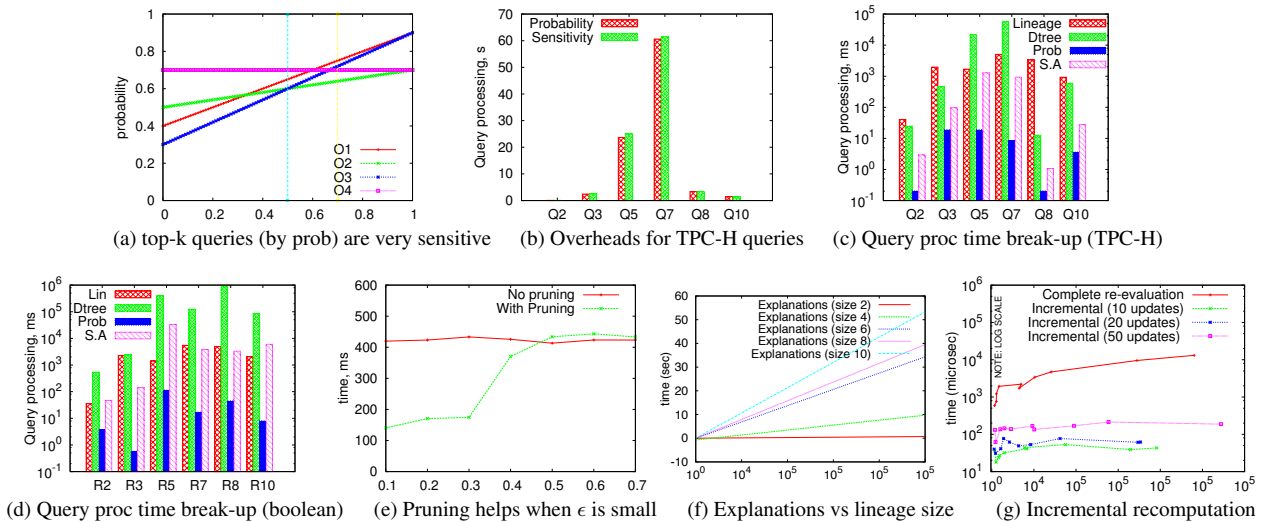 1
0.8
0.6
0.4
0.2
0
probability
0 0.2 0.4 0.6 0.8 1
O1
O2
O3
O4
(a) top-k queries (by prob) are very sensitive
70
60
50
40
30
20
10
0
Query processing, s
Probability
Sensitivity
Q2 Q3 Q5 Q7 Q8 Q10
(b) Overheads for TPC-H queries
10^5
10^4
10^3
10^2
10^1
10^0
10^-1
Query processing, ms
Lineage
Dtree
Prob
S.A
Q2 Q3 Q5 Q7 Q8 Q10
(c) Query proc time break-up (TPC-H)
10^6
10^5
10^4
10^3
10^2
10^1
10^0
10^-1
Query processing, ms
Lin
Dtree
Prob
S.A
R2 R3 R5 R7 R8 R10
(d) Query proc time break-up (boolean)
600
500
400
300
200
100
0
time, ms
No pruning
With Pruning
0.1 0.2 0.3 0.4 0.5 0.6 0.7
(e) Pruning helps when ϵ is small
60
50
40
30
20
10
0
-10
time (sec)
Explanations (size 2)
Explanations (size 4)
Explanations (size 6)
Explanations (size 8)
Explanations (size 10)
10^0 10^4 10^5 10^5 10^5 10^5
(f) Explanations vs lineage size
10^6
10^5
10^4
10^3
10^2
10^1
time (microsec)
NOTE: LOG SCALE
Complete re-evaluation
Incremental (10 updates)
Incremental (20 updates)
Incremental (50 updates)
10^0 10^4 10^5 10^5 10^5 10^5
(g) Incremental recomputation